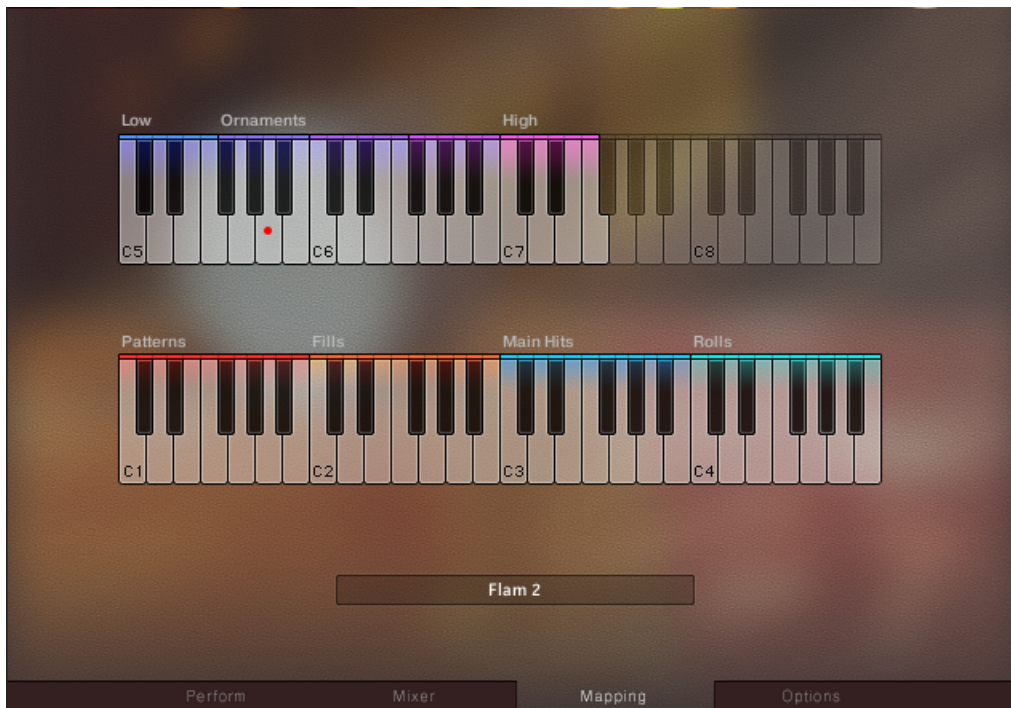 Low Ornaments High
C5 C6 C7 C8
Patterns Fills Main Hits Rolls
C1 C2 C3 C4
Flam 2
Perform Mixer Mapping Options